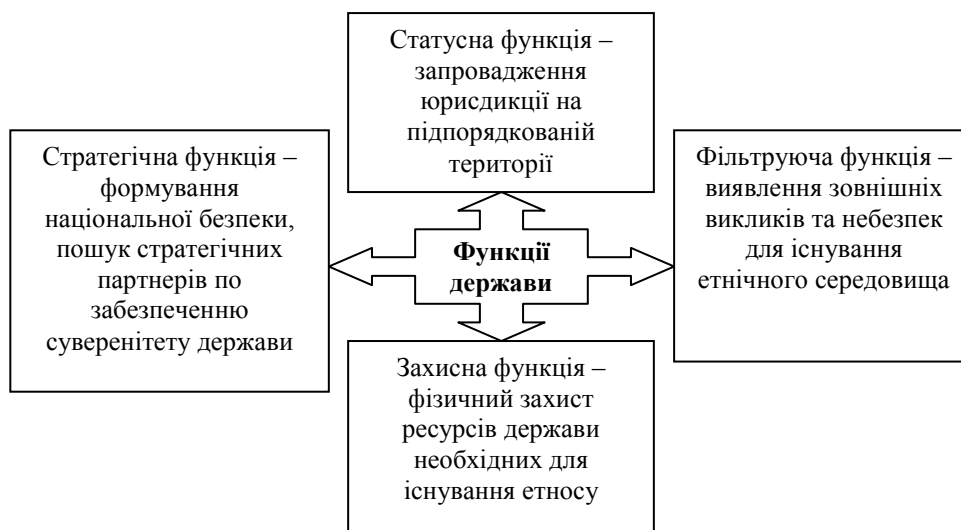 Статусна функція –
запровадження
юрисдикції на
підпорядкованій
території
Стратегічна функція –
формування
національної безпеки,
пошук стратегічних
партнерів по
забезпеченню
суверенітету держави
Функції
держави
Фільтруюча функція –
виявлення зовнішніх
викликів та небезпек
для існування
етнічного середовища
Захисна функція –
фізичний захист
ресурсів держави
необхідних для
існування етносу